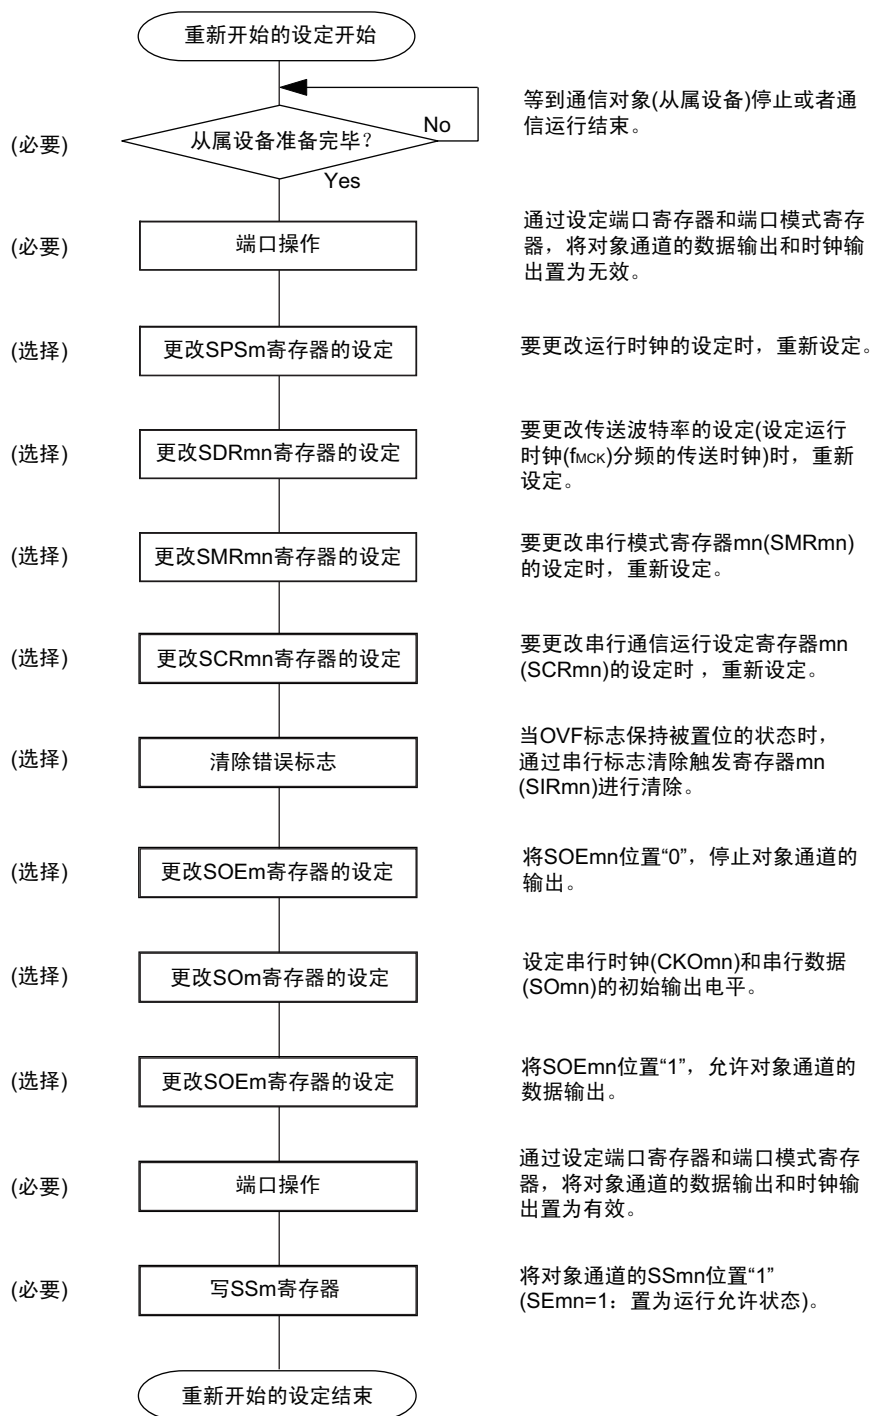 重新开始的设定开始
(必要)
从属设备准备完毕?
No
Yes
等到通信对象(从属设备)停止或者通
信运行结束。
(必要)
端口操作
通过设定端口寄存器和端口模式寄存
器，将对象通道的数据输出和时钟输
出置为无效。
(选择)
更改SPSm寄存器的设定
要更改运行时钟的设定时，重新设定。
(选择)
更改SDRmn寄存器的设定
要更改传送波特率的设定(设定运行
时钟(fMCK)分频的传送时钟)时，重新
设定。
(选择)
更改SMRmn寄存器的设定
要更改串行模式寄存器mn(SMRmn)
的设定时，重新设定。
(选择)
更改SCRmn寄存器的设定
要更改串行通信运行设定寄存器mn
(SCRmn)的设定时，重新设定。
(选择)
清除错误标志
当OVF标志保持被置位的状态时，
通过串行标志清除触发寄存器mn
(SIRmn)进行清除。
(选择)
更改SOEm寄存器的设定
将SOEmn位置“0”，停止对象通道的
输出。
(选择)
更改SOm寄存器的设定
设定串行时钟(CKOmn)和串行数据
(SOmn)的初始输出电平。
(选择)
更改SOEm寄存器的设定
将SOEmn位置“1”，允许对象通道的
数据输出。
(必要)
端口操作
通过设定端口寄存器和端口模式寄存
器，将对象通道的数据输出和时钟输
出置为有效。
(必要)
写SSm寄存器
将对象通道的SSmn位置“1”
(SEmn=1：置为运行允许状态)。
重新开始的设定结束